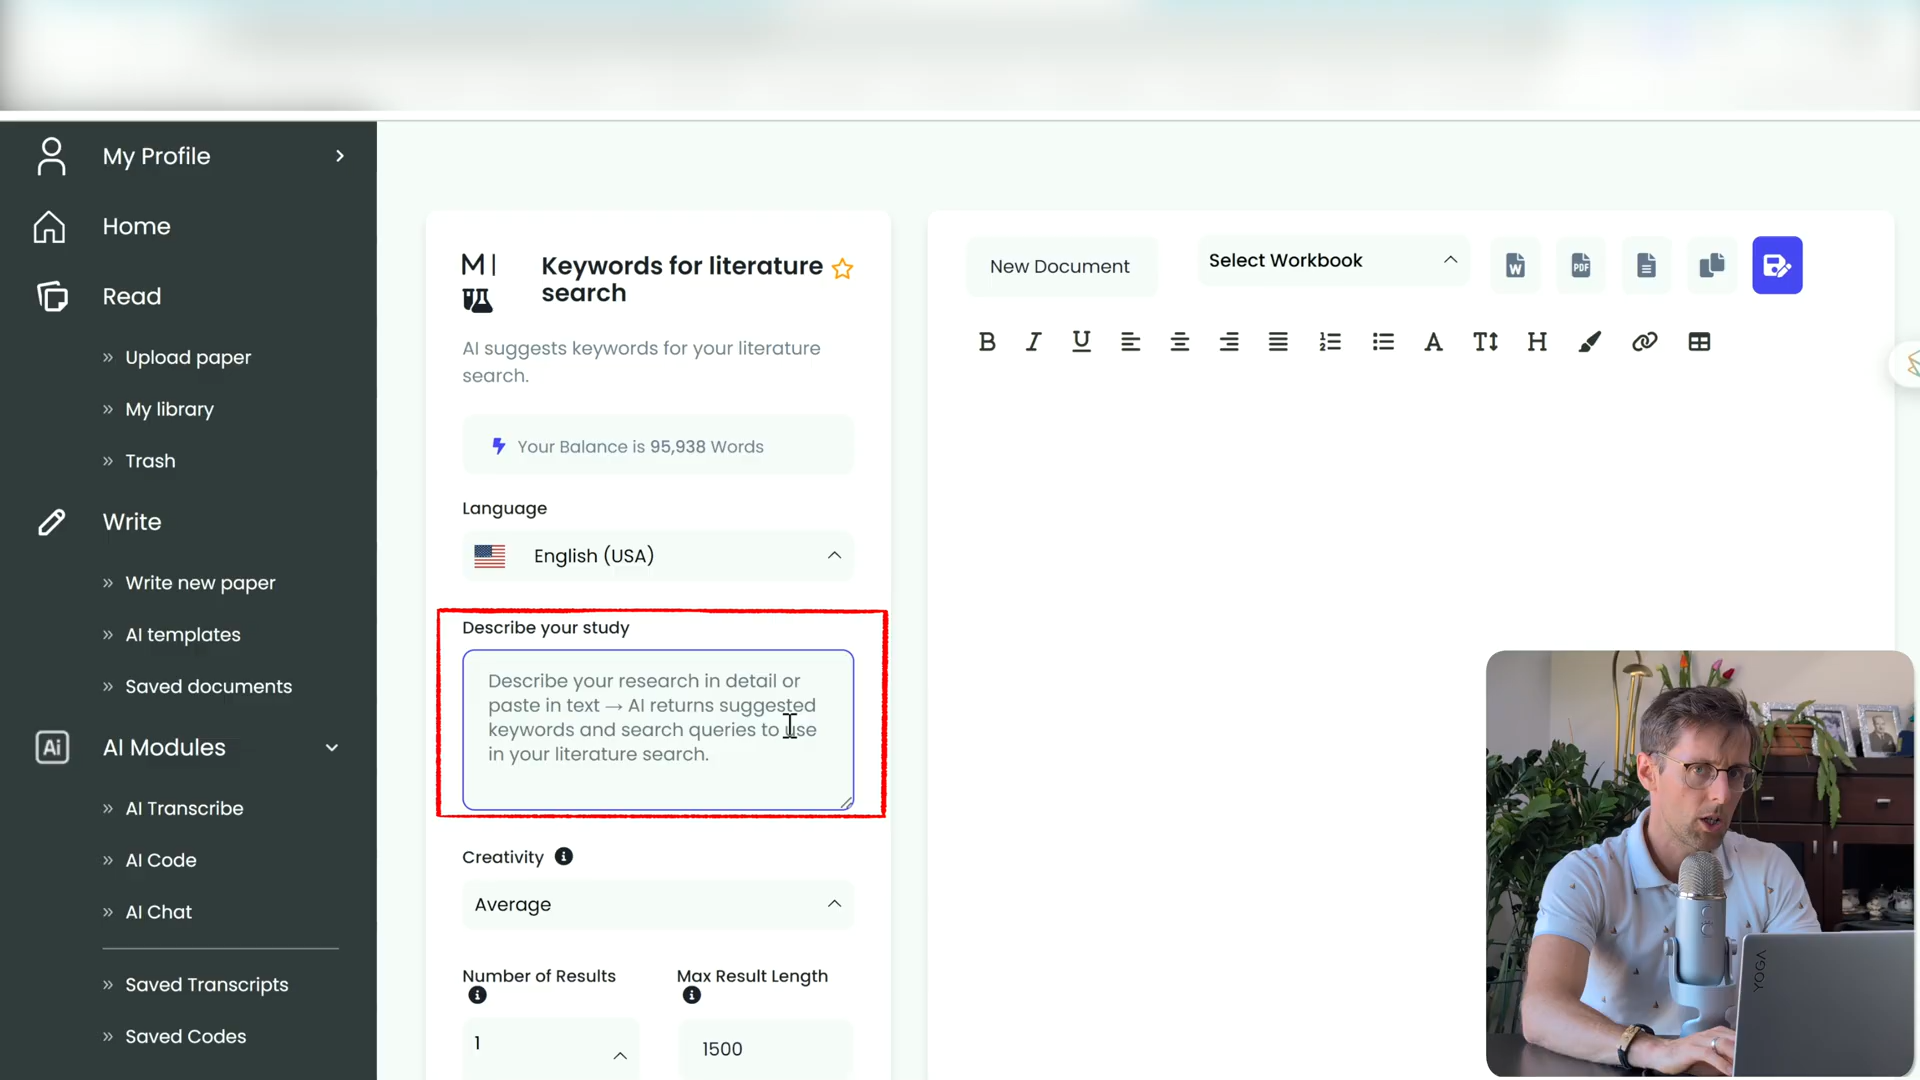 My Profile
Home
Read
» Upload paper
» My library
» Trash
Write
» Write new paper
» AI templates
» Saved documents
Ai AI Modules
» AI Transcribe
» AI Code
» AI Chat
» Saved Transcripts
» Saved Codes
M|
Keywords for literature
search
AI suggests keywords for your literature
search.
Your Balance is 95,938 Words
Language
English (USA)
Describe your study
Describe your research in detail or
paste in text → AI returns suggested
keywords and search queries to use
in your literature search.
Creativity i
Average
Number of Results
i
1
Max Result Length
i
1500
New Document
Select Workbook
W
PDF
B I U A T H
YOGA